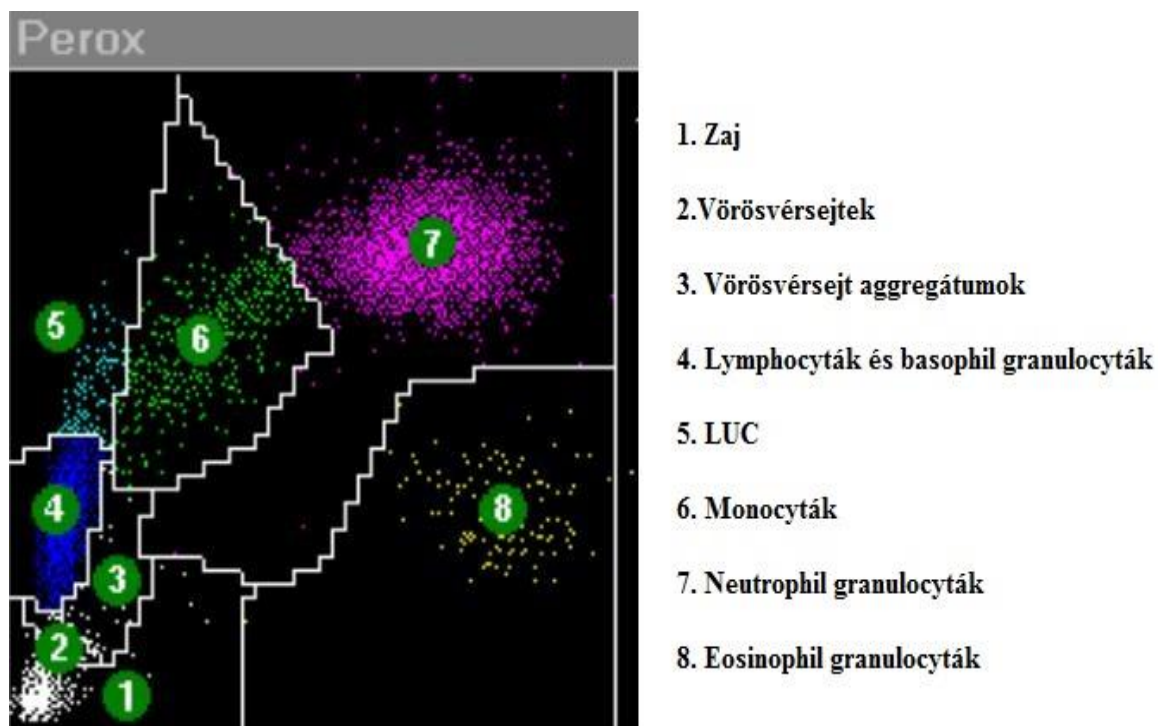 Perox
1. Zaj
2.Vörösvérsejtek
3. Vörösvérsejt aggregátumok
4. Lymphocyták és basophil granulocyták
5. LUC
6. Monocyták
7. Neutrophil granulocyták
8. Eosinophil granulocyták
7
5
6
4
8
3
2
1